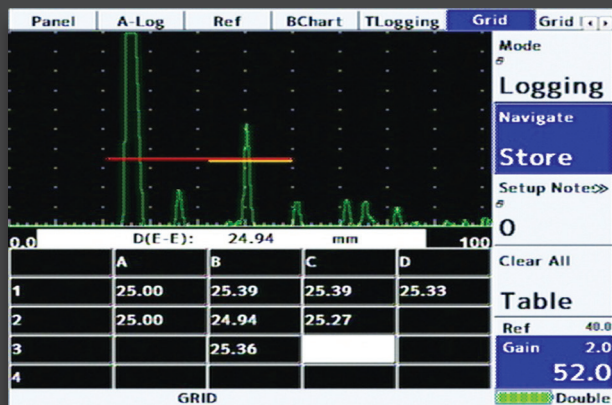 Panel A-Log Ref BChart TLogging Grid Grid
Mode
Logging
Navigate
Store
Setup Notes>>
0
0.0 D(E-E): 24.94 mm 100
Clear All
Table
A B C D
1 25.00 25.39 25.39 25.33
2 25.00 24.94 25.27
3 25.36
4
Ref 40.0
Gain 2.0
52.0
GRID
Double